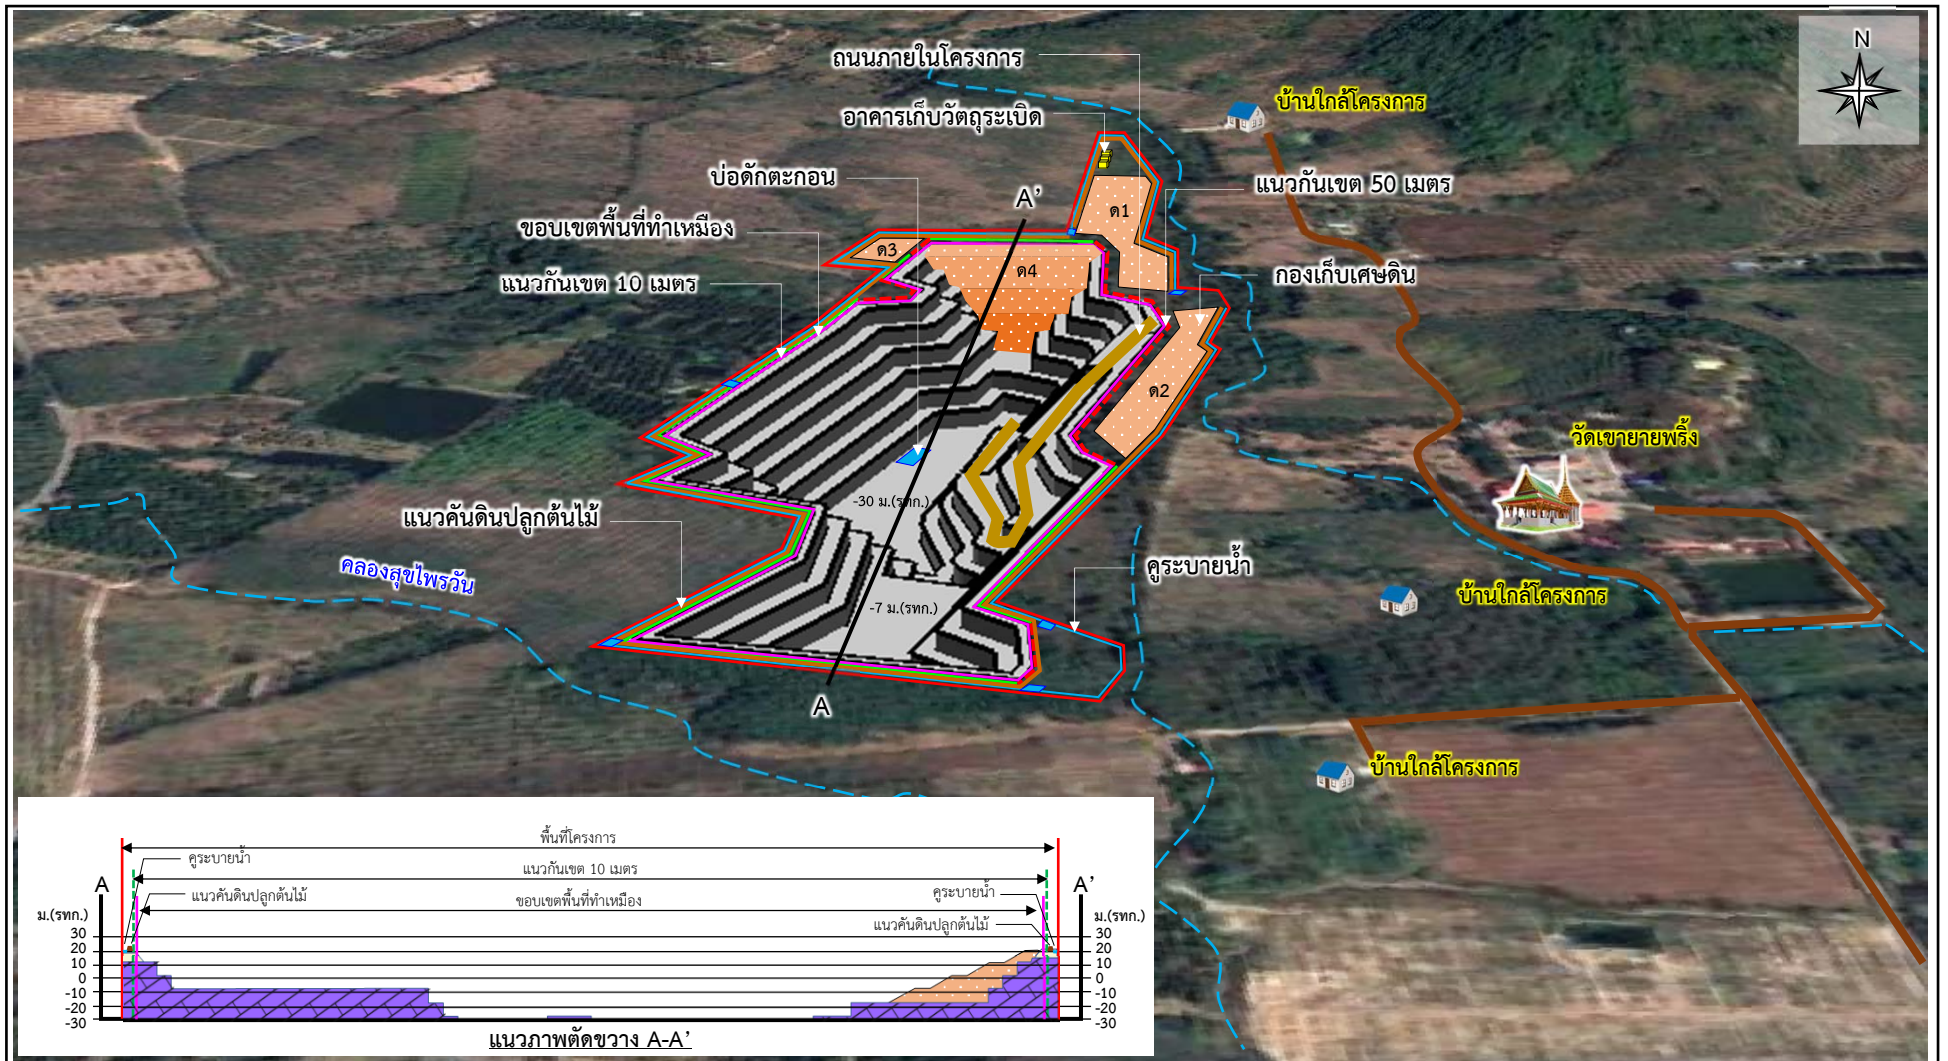 N
ถนนภายในโครงการ
บ้านใกล้โครงการ
อาคารเก็บวัตถุระเบิด
บ่อดักตะกอน
แนวกันเขต 50 เมตร
A'
ด1
ขอบเขตพื้นที่ทำเหมือง
ด3
ด4
แนวกันเขต 10 เมตร
กองเก็บเศษดิน
ด2
วัดเขายายพริ้ง
-30 ม.(รทก.)
แนวคันดินปลูกต้นไม้
คลองสุขไพรวัน
คูระบายน้ำ
บ้านใกล้โครงการ
-7 ม.(รทก.)
A
บ้านใกล้โครงการ
พื้นที่โครงการ
คูระบายน้ำ
แนวกันเขต 10 เมตร
A
A'
แนวคันดินปลูกต้นไม้
คูระบายน้ำ
ขอบเขตพื้นที่ทำเหมือง
แนวคันดินปลูกต้นไม้
ม.(รทก.)
ม.(รทก.)
30
30
20
20
10
10
0
0
-10
-10
-20
-20
-30
-30
แนวภาพตัดขวาง A-A'